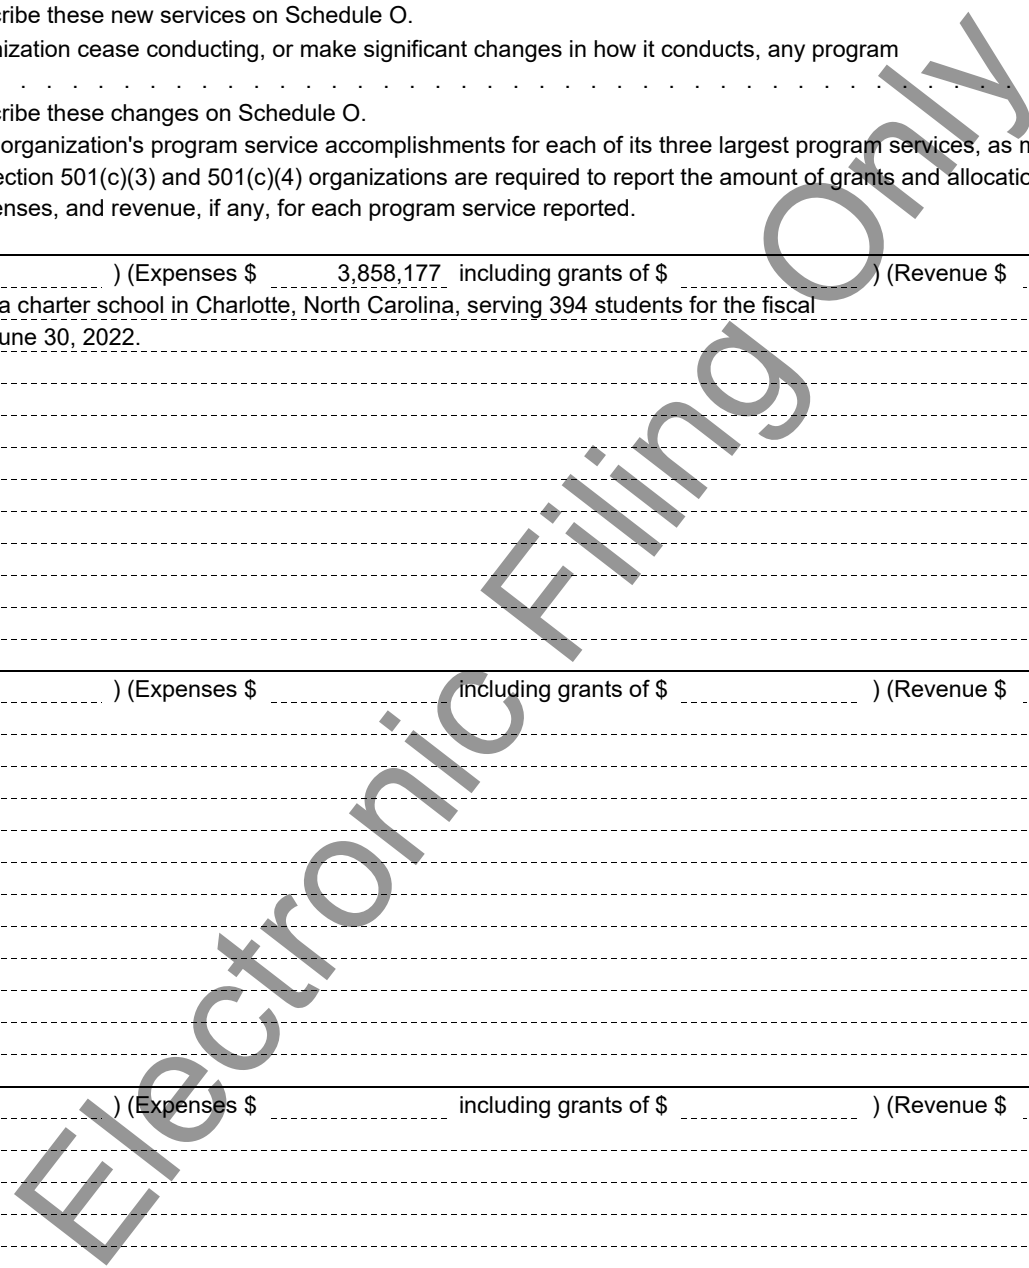 cribe these new services on Schedule O.
nization cease conducting, or make significant changes in how it conducts, any program
. . . . . . . . . . . . . . . . . . . . . . . . . . . . . . . . . . . . . . .
cribe these changes on Schedule O.
organization's program service accomplishments for each of its three largest program services, as m
ection 501(c)(3) and 501(c)(4) organizations are required to report the amount of grants and allocatio
enses, and revenue, if any, for each program service reported.
) (Expenses $ 3,858,177 including grants of $ ) (Revenue $
a charter school in Charlotte, North Carolina, serving 394 students for the fiscal
une 30, 2022.
) (Expenses $ including grants of $ ) (Revenue $
) (Expenses $ including grants of $ ) (Revenue $
Electronic Filing Only